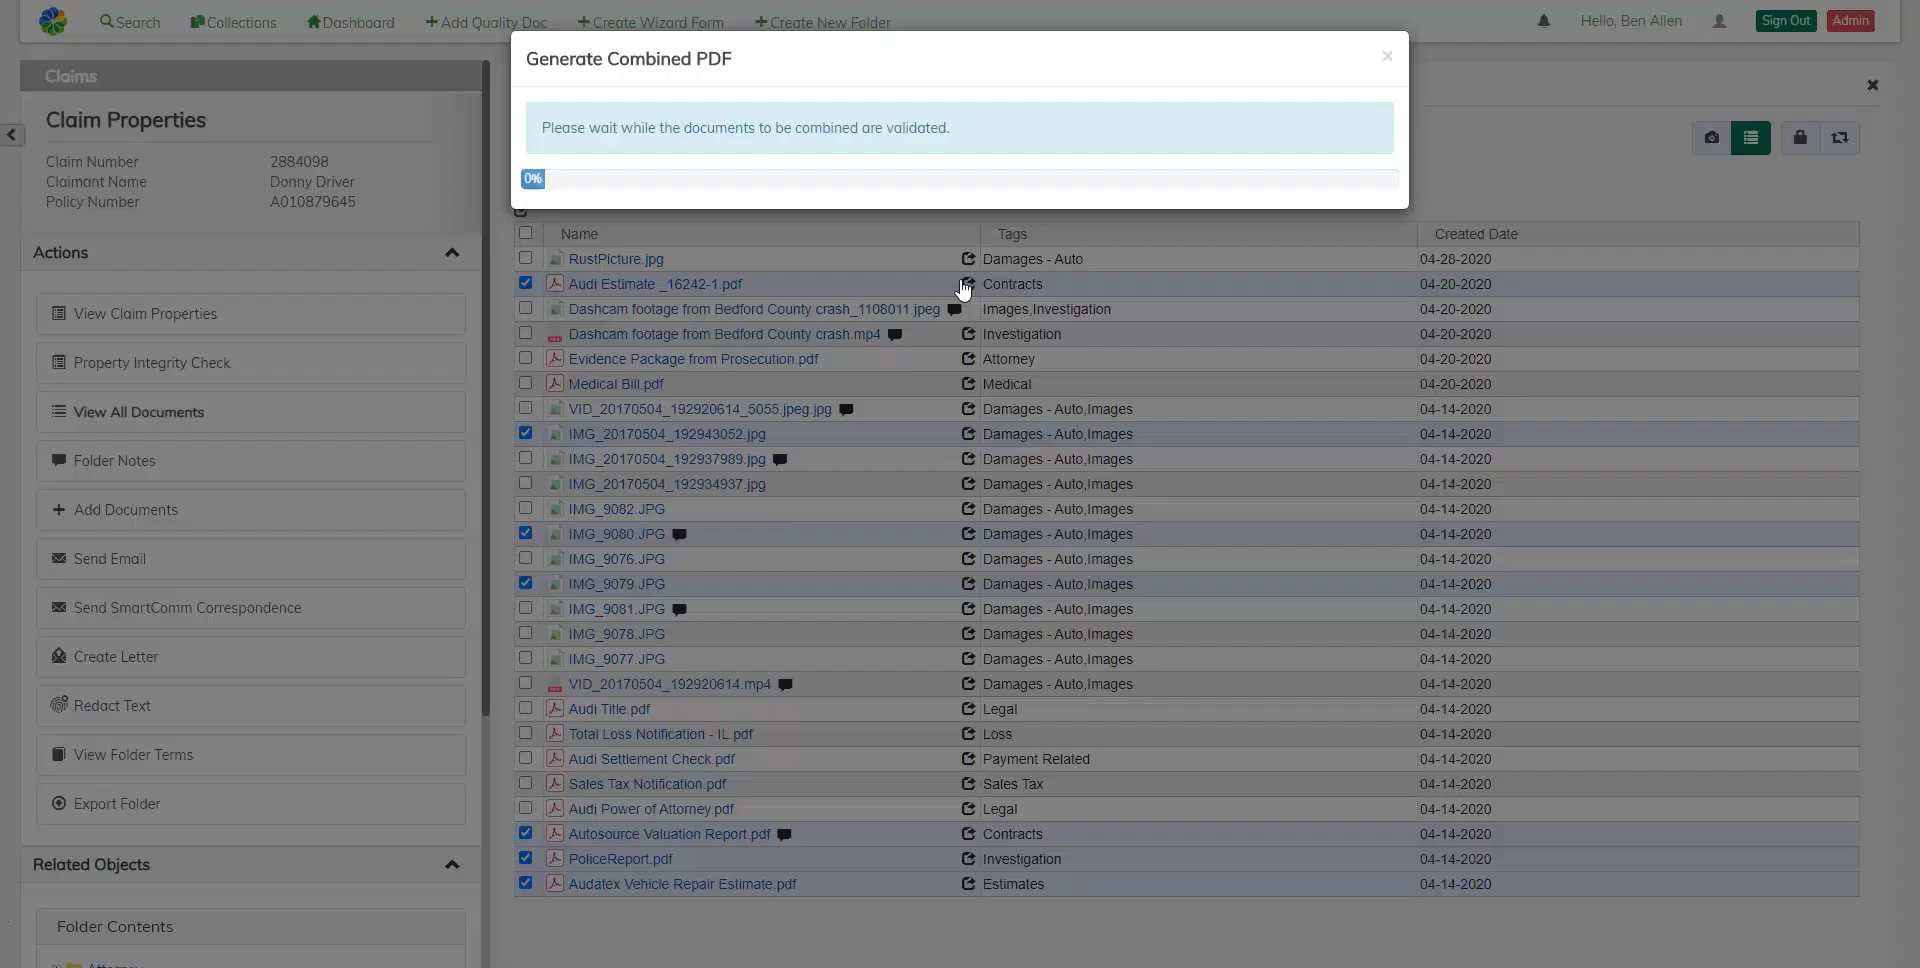 Search Collections Dashboard Add Quality Doc Create Wizard Form Create New Folder Hello, Ben Allen Sign Out Admin
Generate Combined PDF
Please wait while the documents to be combined are validated.
0%
Claims
Claim Properties
Claim Number 2884098
Claimant Name Donny Driver
Policy Number A010879645
Actions
View Claim Properties
Property Integrity Check
View All Documents
Folder Notes
Add Documents
Send Email
Send SmartComm Correspondence
Create Letter
Redact Text
View Folder Terms
Export Folder
Related Objects
Folder Contents
Name Tags Created Date
RustPicture.jpg Damages - Auto 04-28-2020
Audi Estimate _16242-1.pdf Contracts 04-20-2020
Dashcam footage from Bedford County crash_1108011.jpeg Images,Investigation 04-20-2020
Dashcam footage from Bedford County crash.mp4 Investigation 04-20-2020
Evidence Package from Prosecution.pdf Attorney 04-20-2020
Medical Bill.pdf Medical 04-20-2020
VID_20170504_192920614_5055.jpeg.jpg Damages - Auto,Images 04-14-2020
IMG_20170504_192943052.jpg Damages - Auto,Images 04-14-2020
IMG_20170504_192937989.jpg Damages - Auto,Images 04-14-2020
IMG_20170504_192934937.jpg Damages - Auto,Images 04-14-2020
IMG_9082.JPG Damages - Auto,Images 04-14-2020
IMG_9080.JPG Damages - Auto,Images 04-14-2020
IMG_9076.JPG Damages - Auto,Images 04-14-2020
IMG_9079.JPG Damages - Auto,Images 04-14-2020
IMG_9081.JPG Damages - Auto,Images 04-14-2020
IMG_9078.JPG Damages - Auto,Images 04-14-2020
IMG_9077.JPG Damages - Auto,Images 04-14-2020
VID_20170504_192920614.mp4 Damages - Auto,Images 04-14-2020
Audi Title.pdf Legal 04-14-2020
Total Loss Notification - IL.pdf Loss 04-14-2020
Audi Settlement Check.pdf Payment Related 04-14-2020
Sales Tax Notification.pdf Sales Tax 04-14-2020
Audi Power of Attorney.pdf Legal 04-14-2020
Autosource Valuation Report.pdf Contracts 04-14-2020
PoliceReport.pdf Investigation 04-14-2020
Audatex Vehicle Repair Estimate.pdf Estimates 04-14-2020